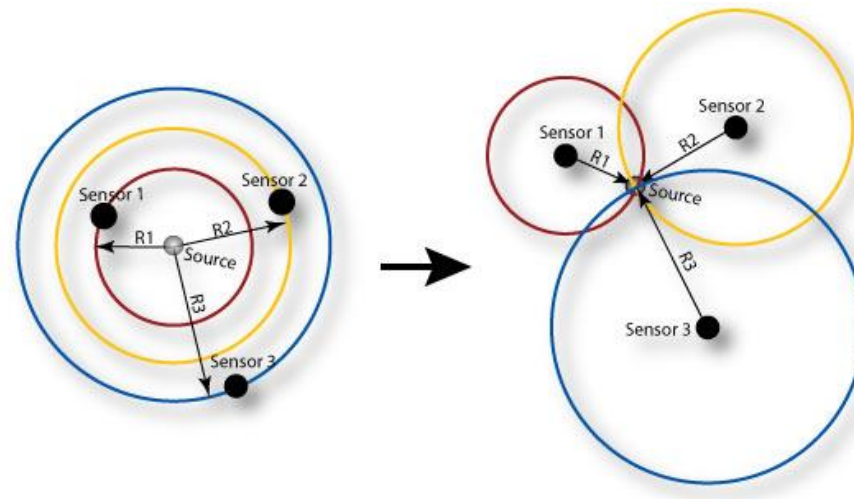 Sensor 1
Sensor 2
R1
R2
Source
R3
Sensor 3
Sensor 1
Sensor 2
R1
R2
Source
R3
Sensor 3